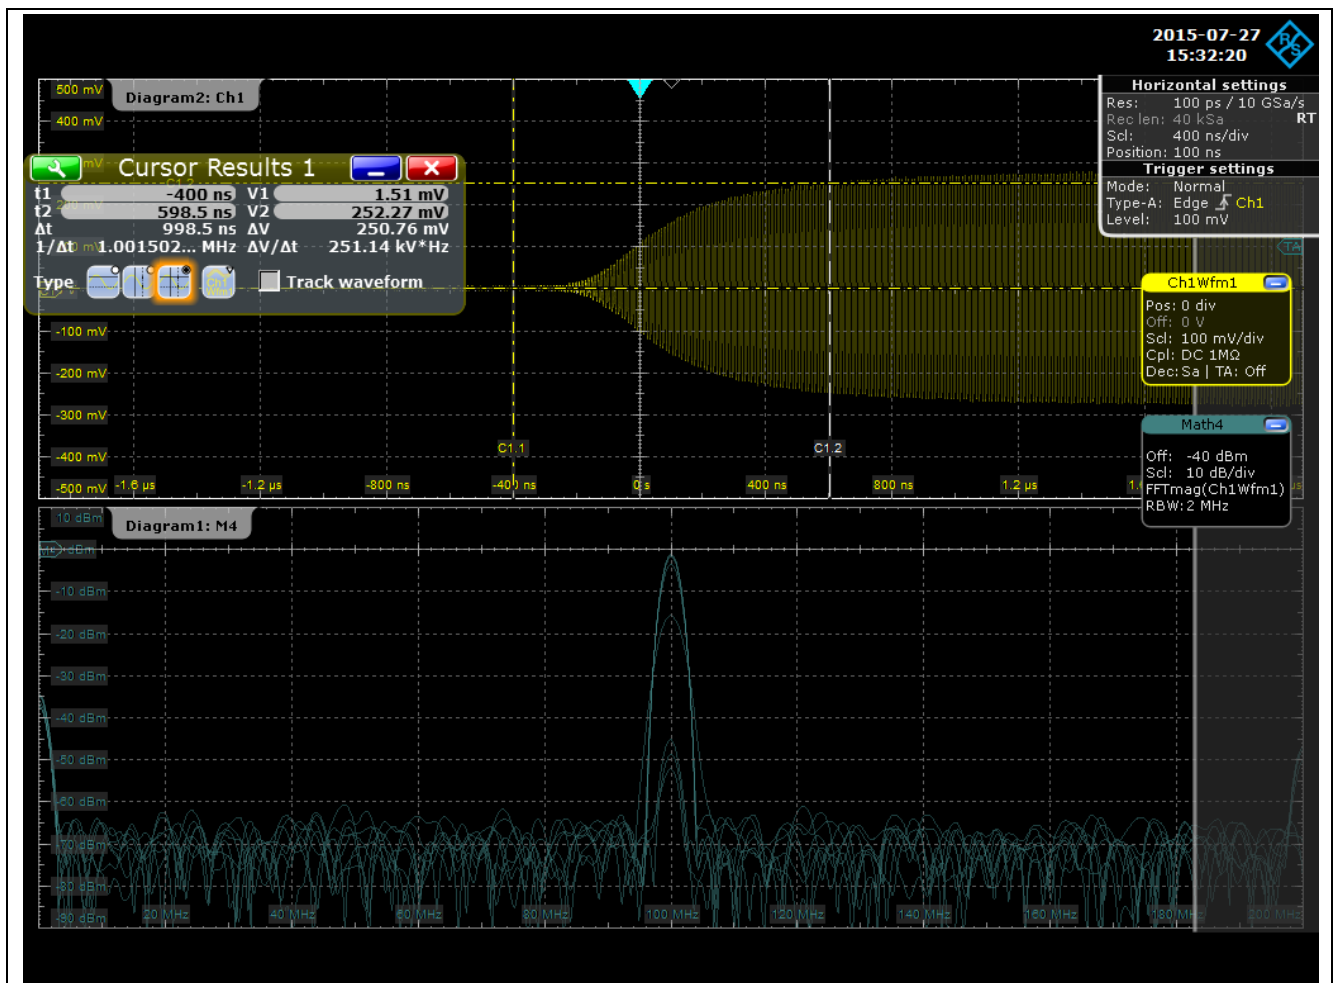 2015-07-27
15:32:20
R&S
Horizontal settings
Res: 100 ps / 10 GSa/s
Rec len: 40 kSa RT
Scl: 400 ns/div
Position: 100 ns
Trigger settings
Mode: Normal
Type-A: Edge Ch1
Level: 100 mV
500 mV
Diagram2: Ch1
400 mV
Cursor Results 1
t1 -400 ns V1 1.51 mV
t2 598.5 ns V2 252.27 mV
Δt 998.5 ns ΔV 250.76 mV
1/Δt 1.001502... MHz ΔV/Δt 251.14 kV*Hz
Type
Track waveform
TA
Ch1Wfm1
Pos: 0 div
Off: 0 V
Scl: 100 mV/div
Cpl: DC 1MΩ
Dec: Sa | TA: Off
-100 mV
-200 mV
-300 mV
-400 mV
-500 mV
C1.1
C1.2
-1.6 µs
-1.2 µs
-800 ns
-400 ns
0 s
400 ns
800 ns
1.2 µs
Math4
Off: -40 dBm
Scl: 10 dB/div
FFTmag(Ch1Wfm1)
RBW: 2 MHz
10 dBm
Diagram1: M4
0 dBm
-10 dBm
-20 dBm
-30 dBm
-40 dBm
-50 dBm
-60 dBm
-70 dBm
-80 dBm
-90 dBm
20 MHz
40 MHz
60 MHz
80 MHz
100 MHz
120 MHz
140 MHz
160 MHz
180 MHz
200 MHz